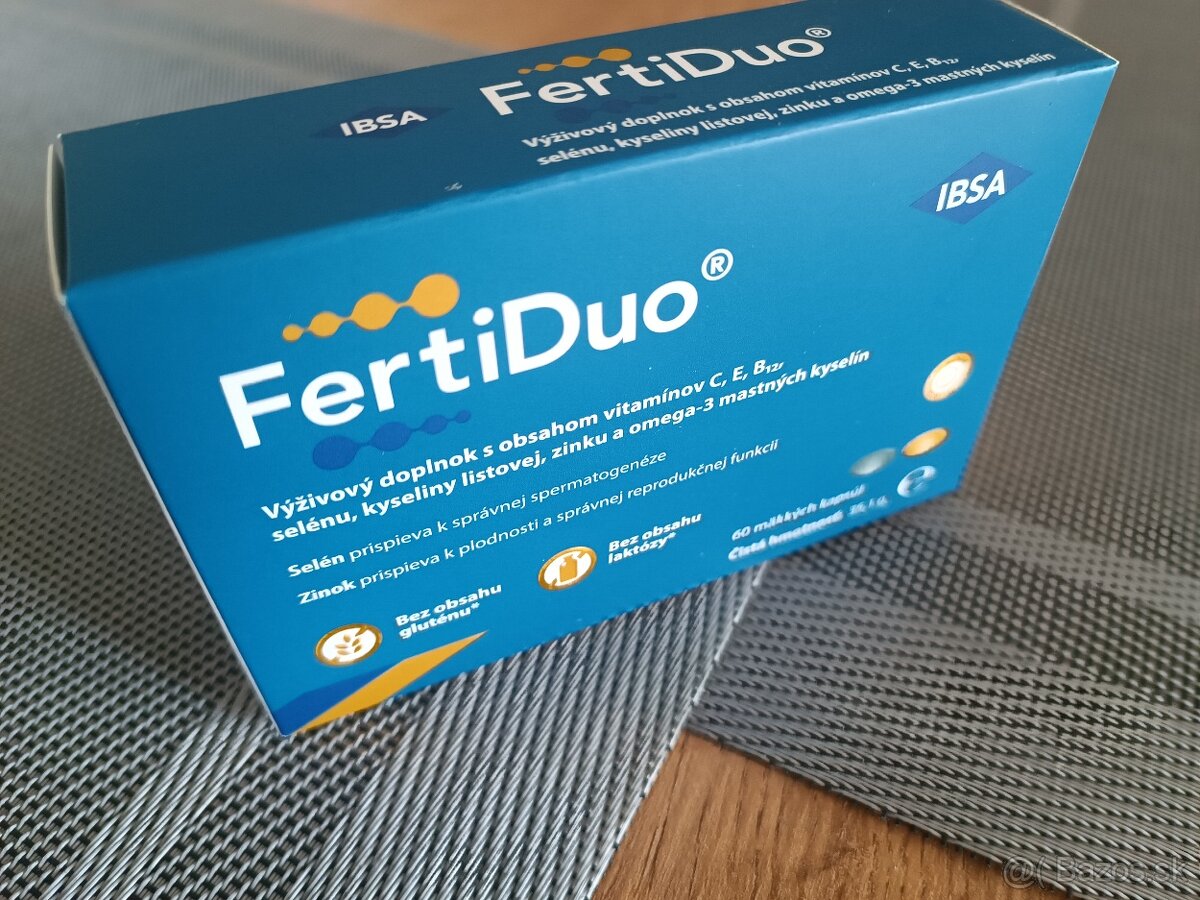 IBSA
FertiDuo®
Výživový doplnok s obsahom vitamínov C, E, B12,
selénu, kyseliny listovej, zinku a omega-3 mastných kyselín
IBSA
FertiDuo®
Výživový doplnok s obsahom vitamínov C, E, B12,
selénu, kyseliny listovej, zinku a omega-3 mastných kyselín
Selén prispieva k správnej spermatogenéze
Zinok prispieva k plodnosti a správnej reprodukčnej funkcii
Bez obsahu
gluténu*
Bez obsahu
laktózy*
60 mäkkých kapsúl
Čistá hmotnosť
@( Bazos.sk